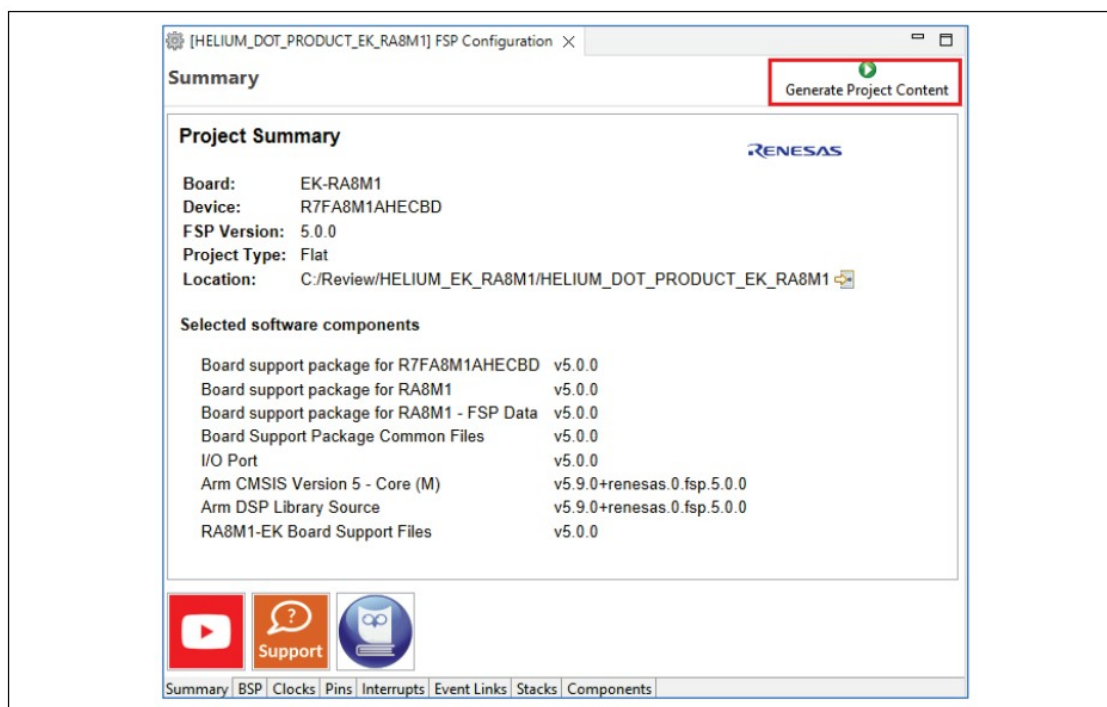 [HELIUM_DOT_PRODUCT_EK_RA8M1] FSP Configuration
Summary
Generate Project Content
Project Summary
RENESAS
Board: EK-RA8M1
Device: R7FA8M1AHECBD
FSP Version: 5.0.0
Project Type: Flat
Location: C:/Review/HELIUM_EK_RA8M1/HELIUM_DOT_PRODUCT_EK_RA8M1
Selected software components
Board support package for R7FA8M1AHECBD v5.0.0
Board support package for RA8M1 v5.0.0
Board support package for RA8M1 - FSP Data v5.0.0
Board Support Package Common Files v5.0.0
I/O Port v5.0.0
Arm CMSIS Version 5 - Core (M) v5.9.0+renesas.0.fsp.5.0.0
Arm DSP Library Source v5.9.0+renesas.0.fsp.5.0.0
RA8M1-EK Board Support Files v5.0.0
?
Support
Summary BSP Clocks Pins Interrupts Event Links Stacks Components